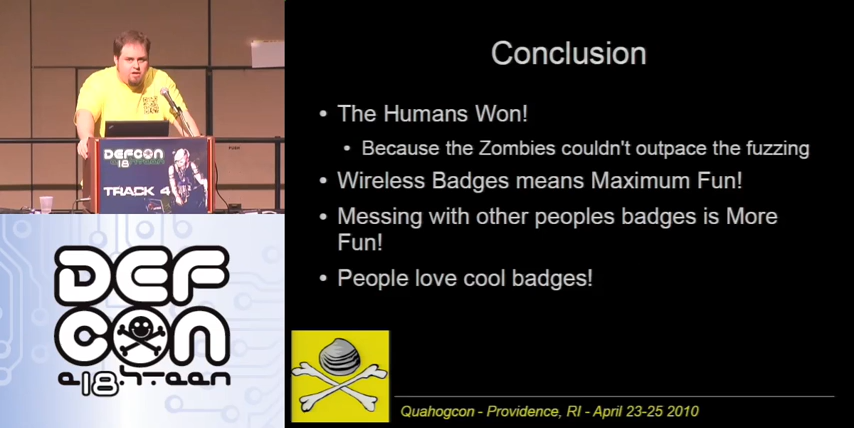 DEFCON
18
TRACK 4
DEF
CON
e18hteen
Conclusion
• The Humans Won!
• Because the Zombies couldn't outpace the fuzzing
• Wireless Badges means Maximum Fun!
• Messing with other peoples badges is More
Fun!
• People love cool badges!
Quahogcon - Providence, RI - April 23-25 2010